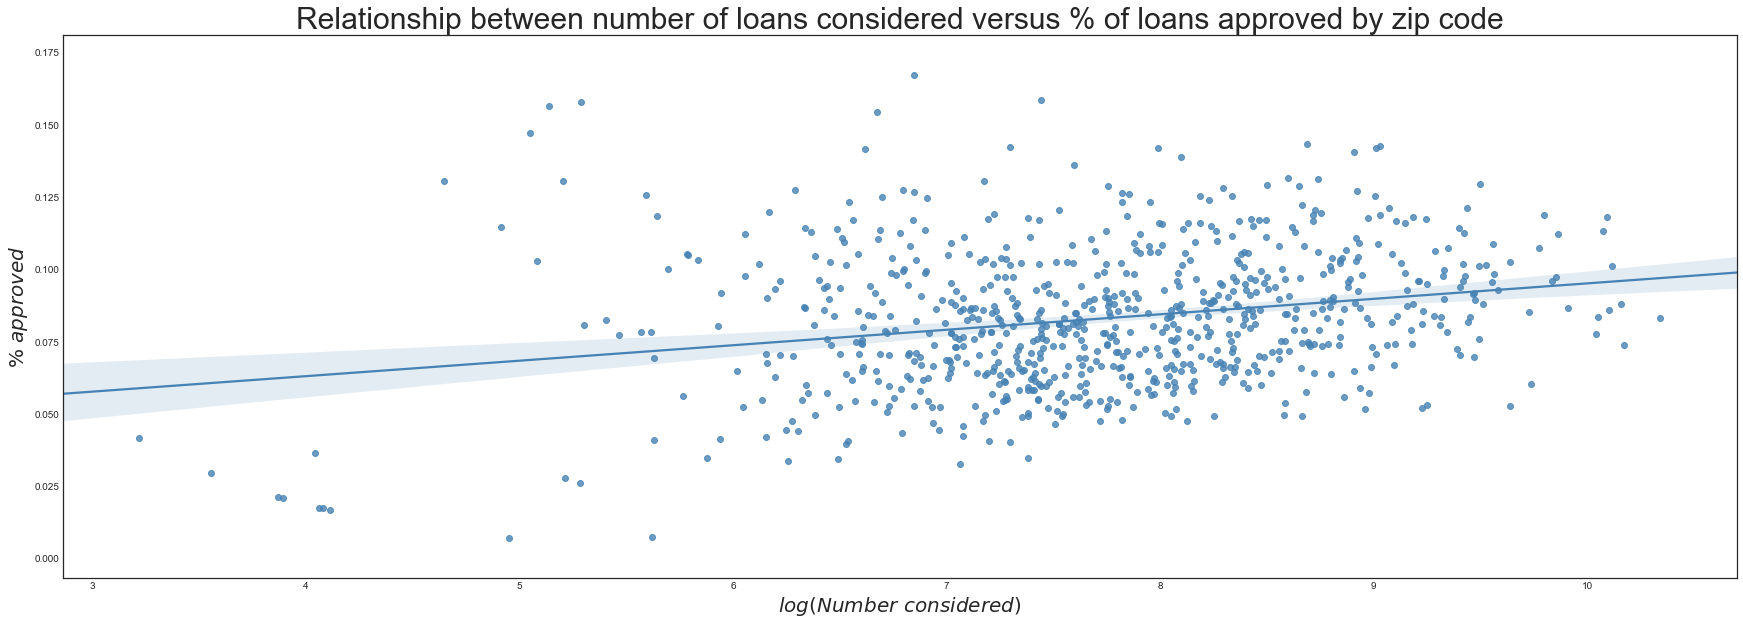 Relationship between number of loans considered versus % of loans approved by zip code
0.175
0.150
0.125
0.100
0.075
0.050
0.025
0.000
% approved
3 4 5 6 7 8 9 10
log(Number considered)